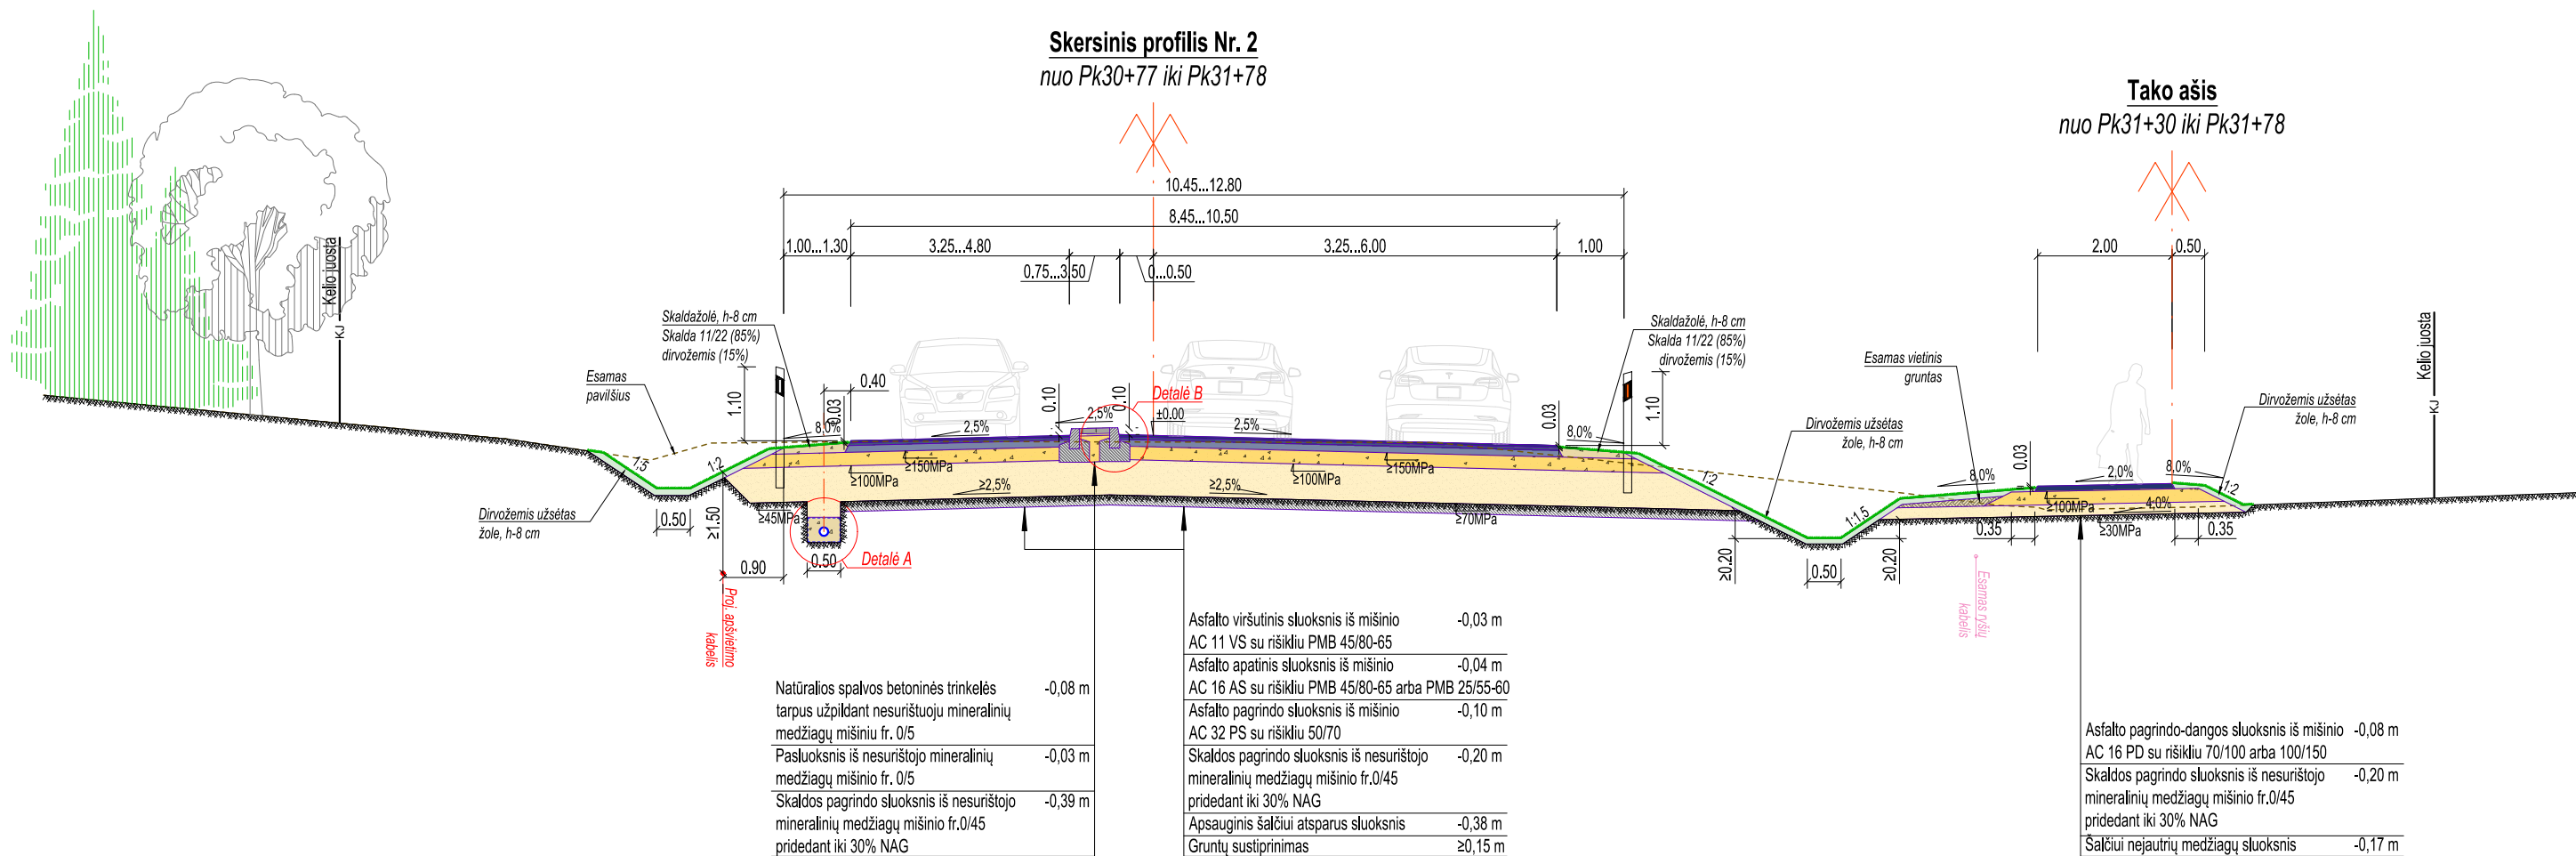 Skersinis profilis Nr. 2
nuo Pk30+77 iki Pk31+78
Tako ašis
nuo Pk31+30 iki Pk31+78
10.45...12.80
8.45...10.50
1.00...1.30
3.25...4.80
3.25...6.00
1.00
0.75...3.50
0...0.50
2.00
0.50
Kelio juosta
KJ
Kelio juosta
KJ
Skaldažolė, h-8 cm
Skalda 11/22 (85%)
dirvožemis (15%)
Skaldažolė, h-8 cm
Skalda 11/22 (85%)
dirvožemis (15%)
Esamas
pavilšius
Esamas vietinis
gruntas
Dirvožemis užsėtas
žole, h-8 cm
Dirvožemis užsėtas
žole, h-8 cm
Dirvožemis užsėtas
žole, h-8 cm
1.10
0.40
0.03
8,0%
2,5%
0.10
2,5%
0.10
±0.00
Detalė B
2,5%
0.03
8,0%
1.10
1:5
1:2
≥150MPa
≥100MPa
≥150MPa
≥100MPa
≥2,5%
≥2,5%
≥45MPa
≥70MPa
0.50
≥1.50
0.90
0.50
Detalė A
Proj. apšvietimo
kabelis
1:2
≥0.20
0.50
1:1,5
≥0.20
8,0%
0.03
2,0%
8,0%
1:2
≥100MPa
4,0%
≥30MPa
0.35
0.35
Esamas ryšių
kabelis
Natūralios spalvos betoninės trinkelės -0,08 m
tarpus užpildant nesurištuoju mineralinių
medžiagų mišiniu fr. 0/5
Pasluoksnis iš nesurištojo mineralinių -0,03 m
medžiagų mišinio fr. 0/5
Skaldos pagrindo sluoksnis iš nesurištojo -0,39 m
mineralinių medžiagų mišinio fr.0/45
pridedant iki 30% NAG
Asfalto viršutinis sluoksnis iš mišinio -0,03 m
AC 11 VS su rišikliu PMB 45/80-65
Asfalto apatinis sluoksnis iš mišinio -0,04 m
AC 16 AS su rišikliu PMB 45/80-65 arba PMB 25/55-60
Asfalto pagrindo sluoksnis iš mišinio -0,10 m
AC 32 PS su rišikliu 50/70
Skaldos pagrindo sluoksnis iš nesurištojo -0,20 m
mineralinių medžiagų mišinio fr.0/45
pridedant iki 30% NAG
Apsauginis šalčiui atsparus sluoksnis -0,38 m
Gruntų sustiprinimas ≥0,15 m
Asfalto pagrindo-dangos sluoksnis iš mišinio -0,08 m
AC 16 PD su rišikliu 70/100 arba 100/150
Skaldos pagrindo sluoksnis iš nesurištojo -0,20 m
mineralinių medžiagų mišinio fr.0/45
pridedant iki 30% NAG
Šalčiui nejautrių medžiagų sluoksnis -0,17 m